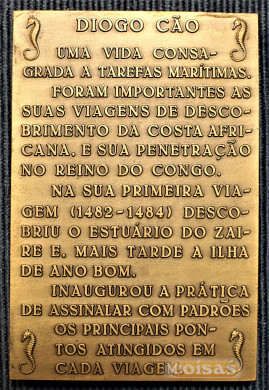 DIOGO CÃO
UMA VIDA CONSA-
GRADA A TAREFAS MARÍTIMAS.
FORAM IMPORTANTES AS
SUAS VIAGENS DE DESCO-
BRIMENTO DA COSTA AFRI-
CANA, E SUA PENETRAÇÃO
NO REINO DO CONGO.
NA SUA PRIMEIRA VIA-
GEM (1482-1484) DESCO-
BRIU O ESTUÁRIO DO ZAI-
RE E, MAIS TARDE A ILHA
DE ANO BOM.
INAUGUROU A PRÁTICA
DE ASSINALAR COM PADRÕES
OS PRINCIPAIS PON-
TOS ATINGIDOS EM
CADA VIAGEM